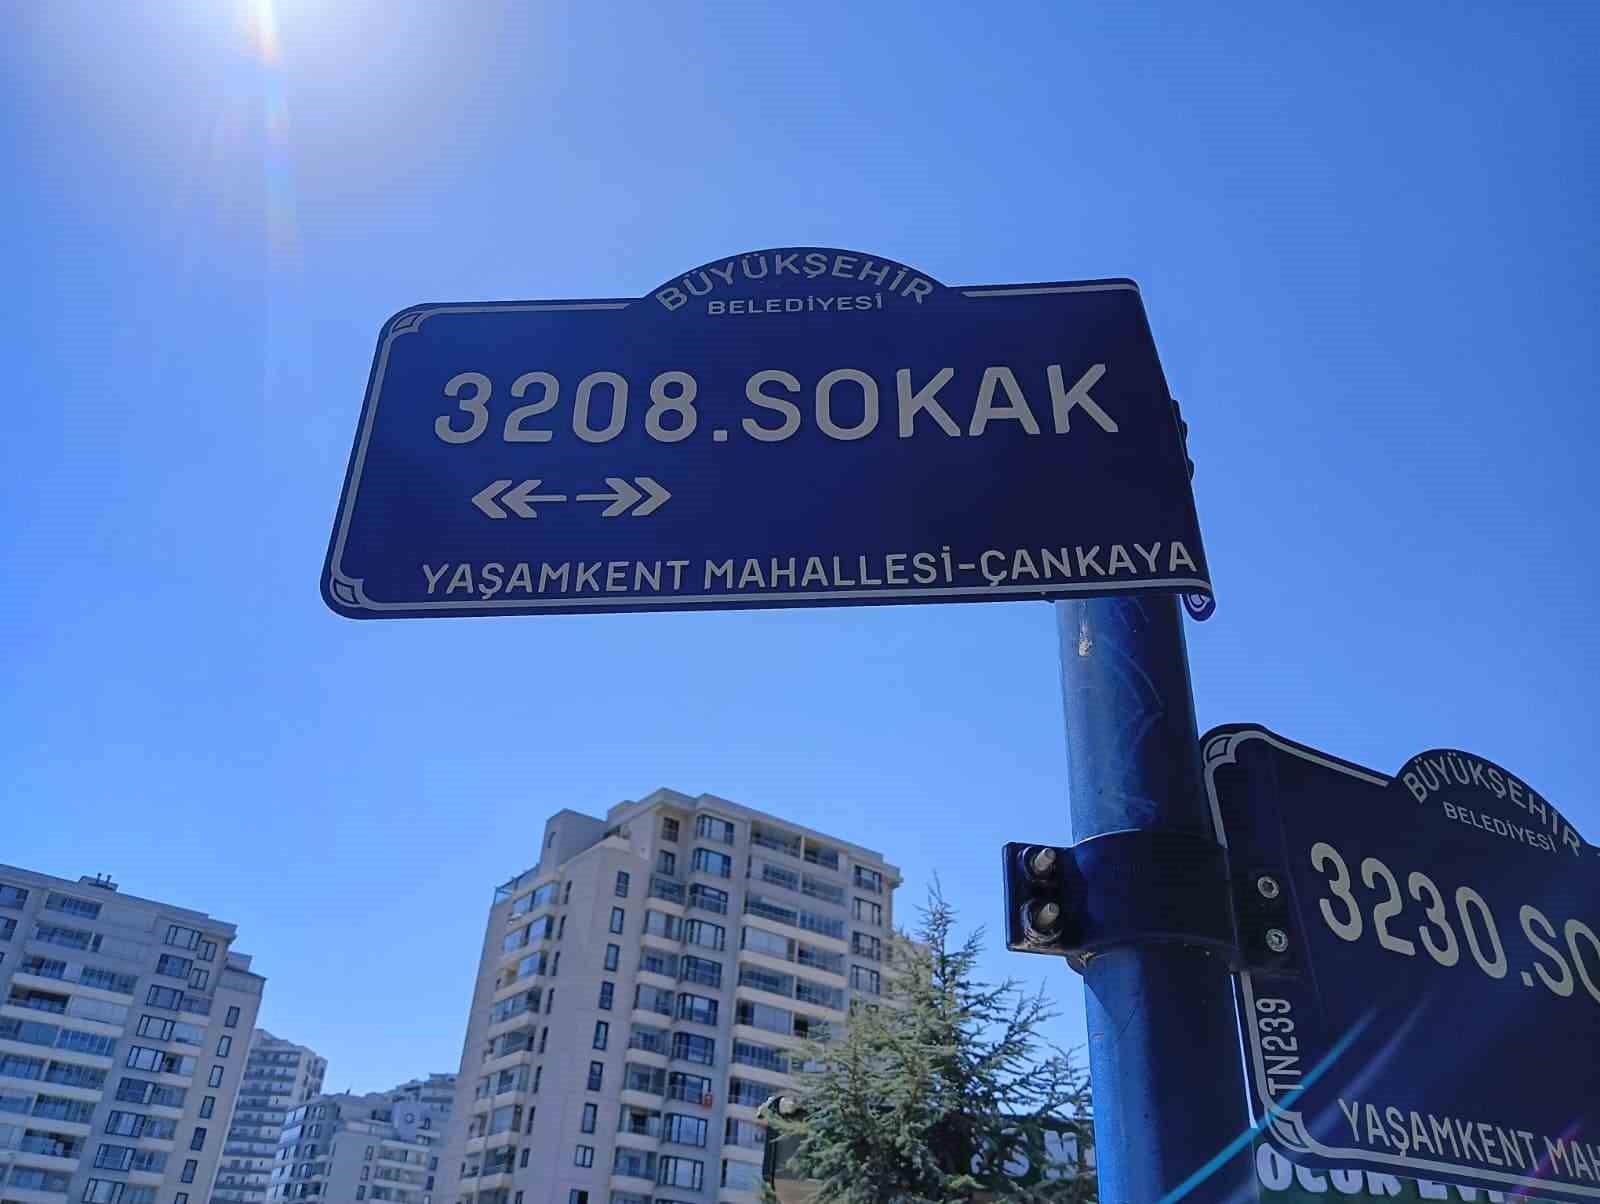 BÜYÜKŞEHİR
BELEDİYESİ
3208.SOKAK
YAŞAMKENT MAHALLESİ-ÇANKAYA
BÜYÜKŞEHİR
BELEDİYESİ
3230.SO
TN239
YAŞAMKENT MAH